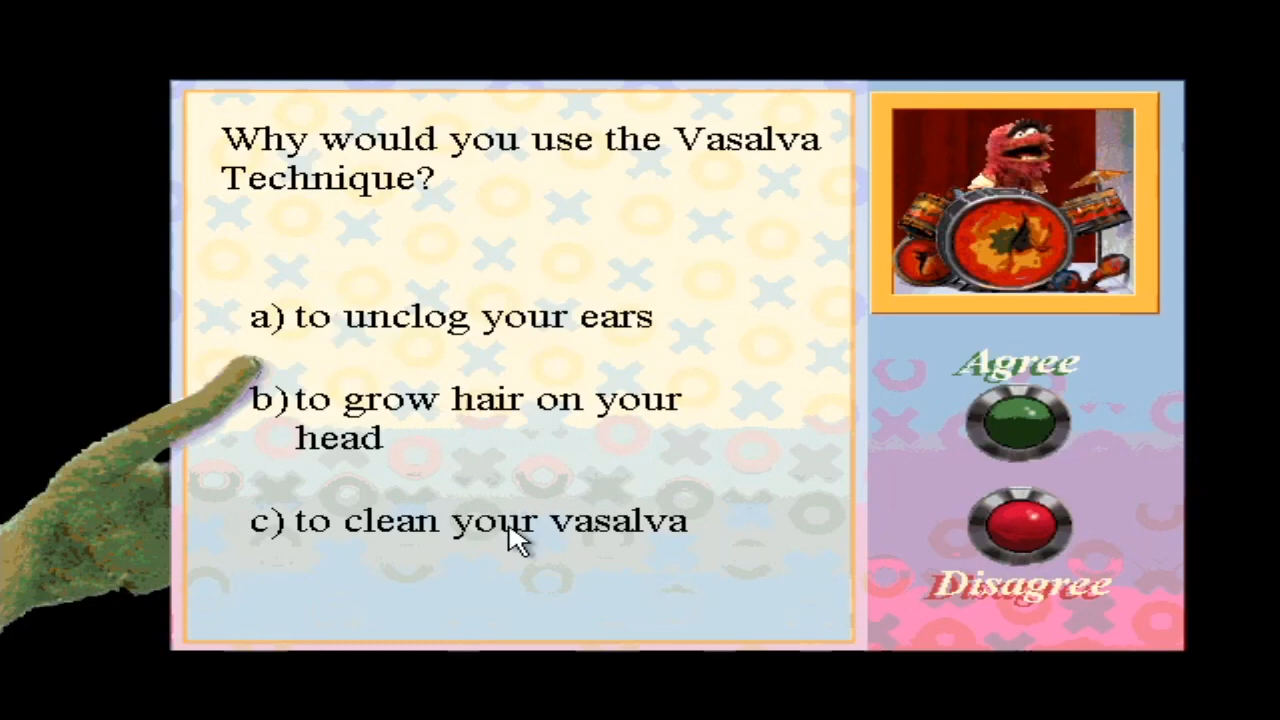 Why would you use the Vasalva
Technique?
a) to unclog your ears
b) to grow hair on your
head
c) to clean your vasalva
Agree
Disagree